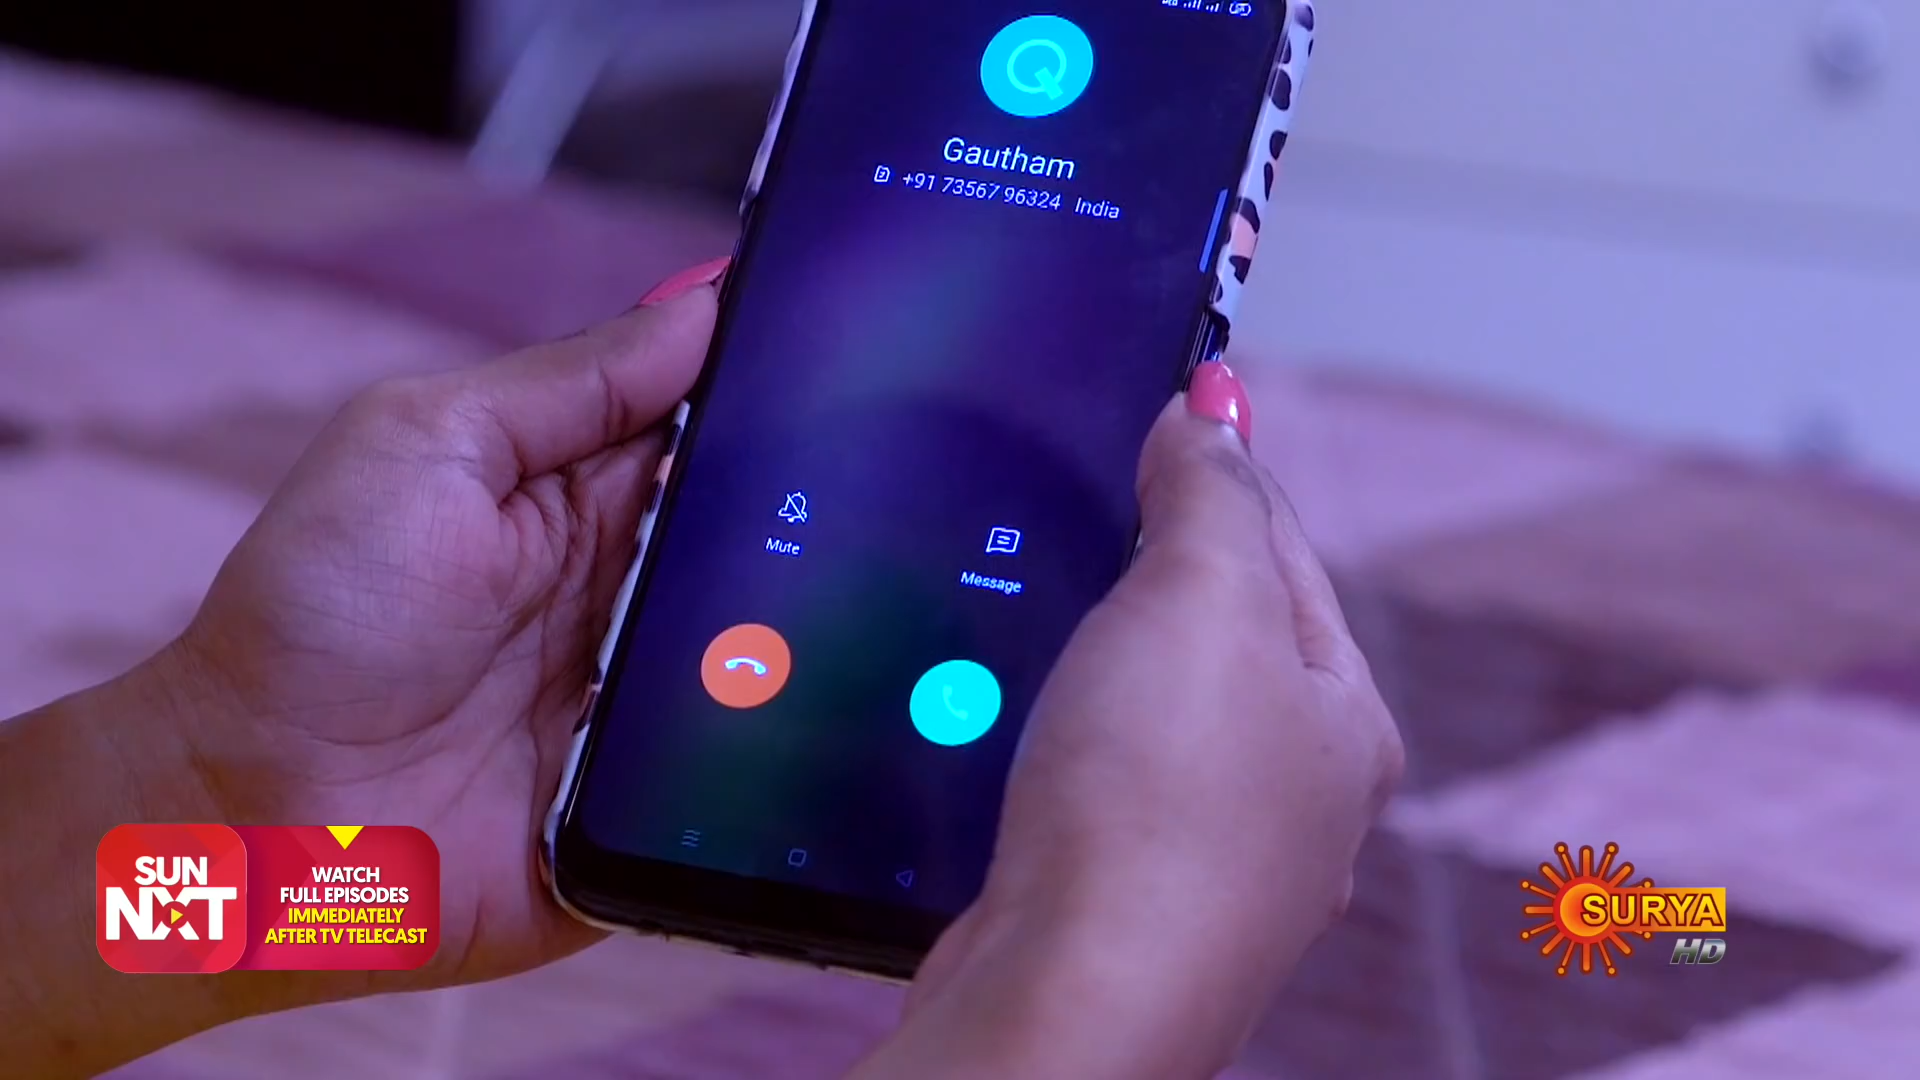 Gautham
+91 73567 96324 India
Mute
Message
SUN
NXT
WATCH
FULL EPISODES
IMMEDIATELY
AFTER TV TELECAST
SURYA
HD